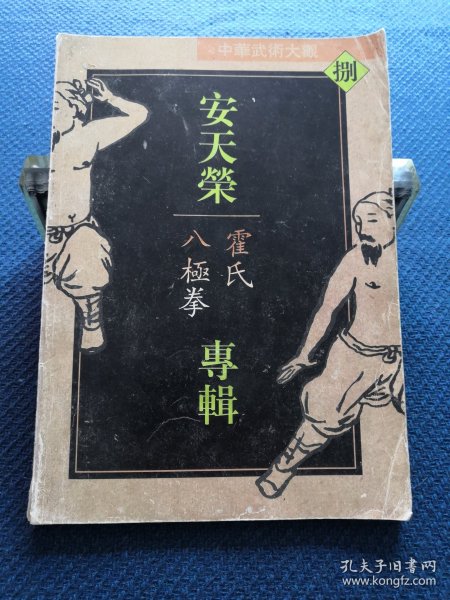 中華武術大觀
捌
安天榮
霍氏
八極拳
專輯
孔夫子旧书网
www.kongfz.com